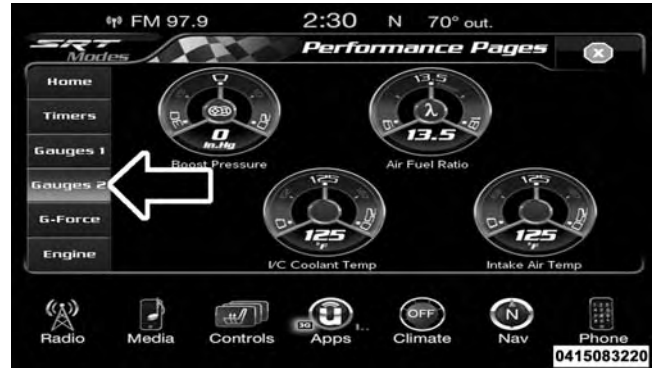 FM 97.9 2:30 N 70° out.
SRT Modes Performance Pages
Home
Timers
Gauges 1
Gauges 2
G-Force
Engine
0
In.Hg
Boost Pressure
13.5
13.5
Air Fuel Ratio
125
125
°F
I/C Coolant Temp
125
125
°F
Intake Air Temp
3G
OFF
N
Radio Media Controls Apps Climate Nav Phone
0415083220